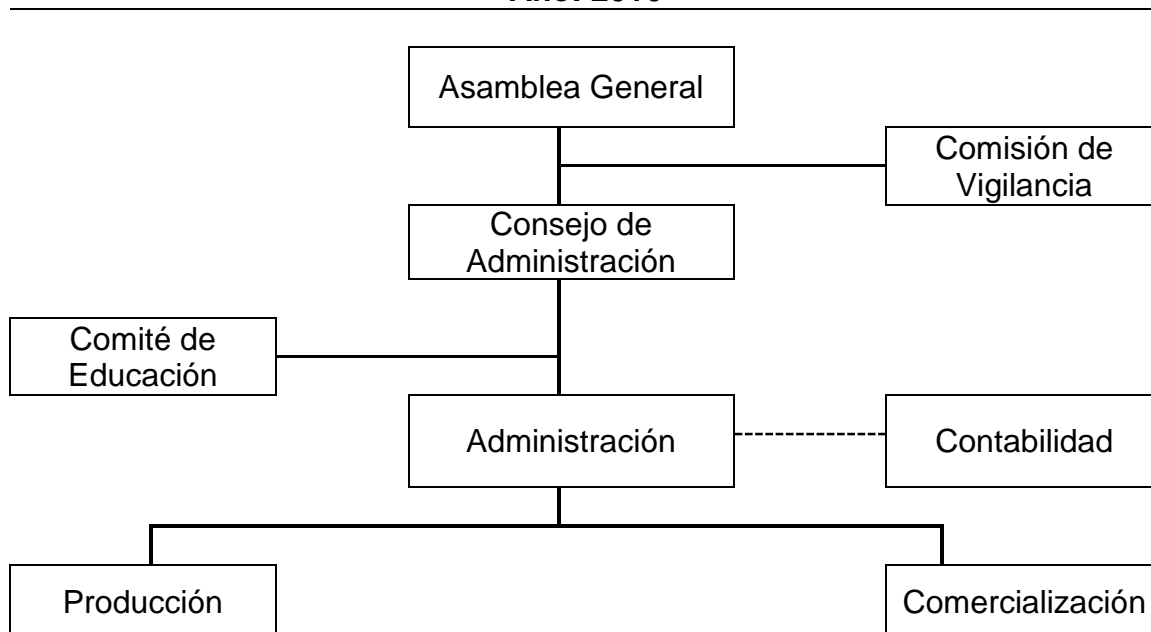 Asamblea General
Comisión de
Vigilancia
Consejo de
Administración
Comité de
Educación
Administración
Contabilidad
Producción
Comercialización